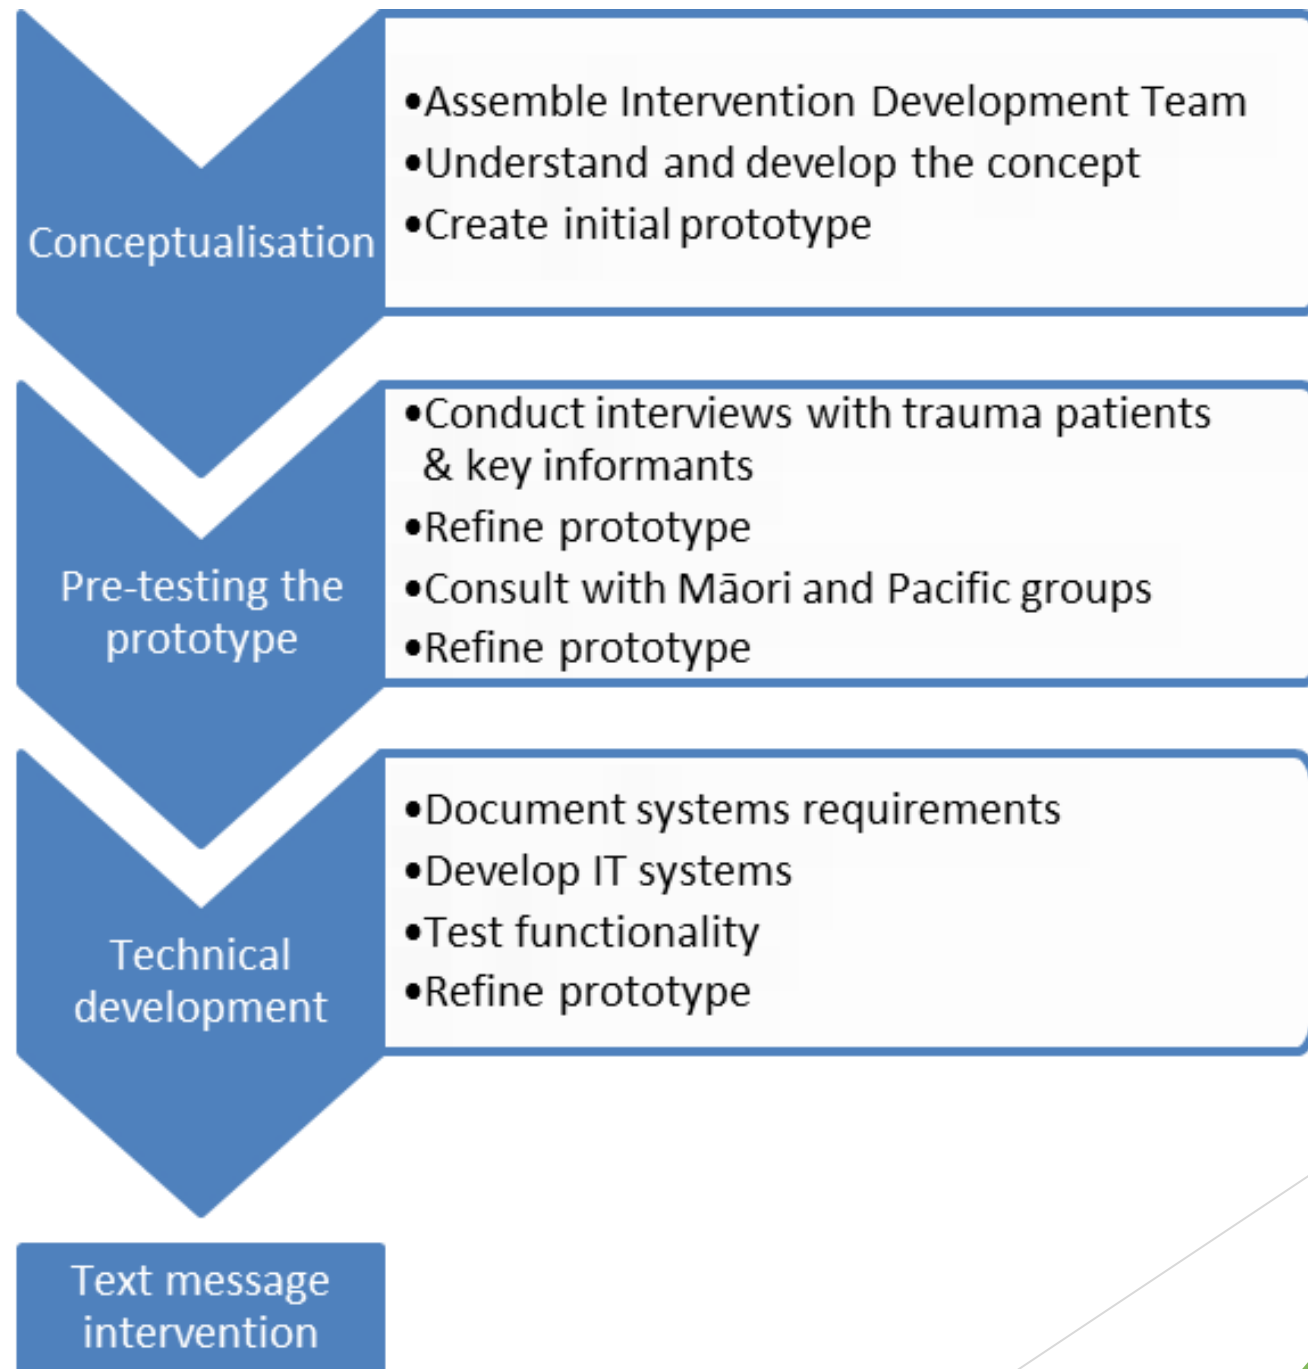 Conceptualisation
•Assemble Intervention Development Team
•Understand and develop the concept
•Create initial prototype
Pre-testing the
prototype
•Conduct interviews with trauma patients
& key informants
•Refine prototype
•Consult with Māori and Pacific groups
•Refine prototype
Technical
development
•Document systems requirements
•Develop IT systems
•Test functionality
•Refine prototype
Text message
intervention